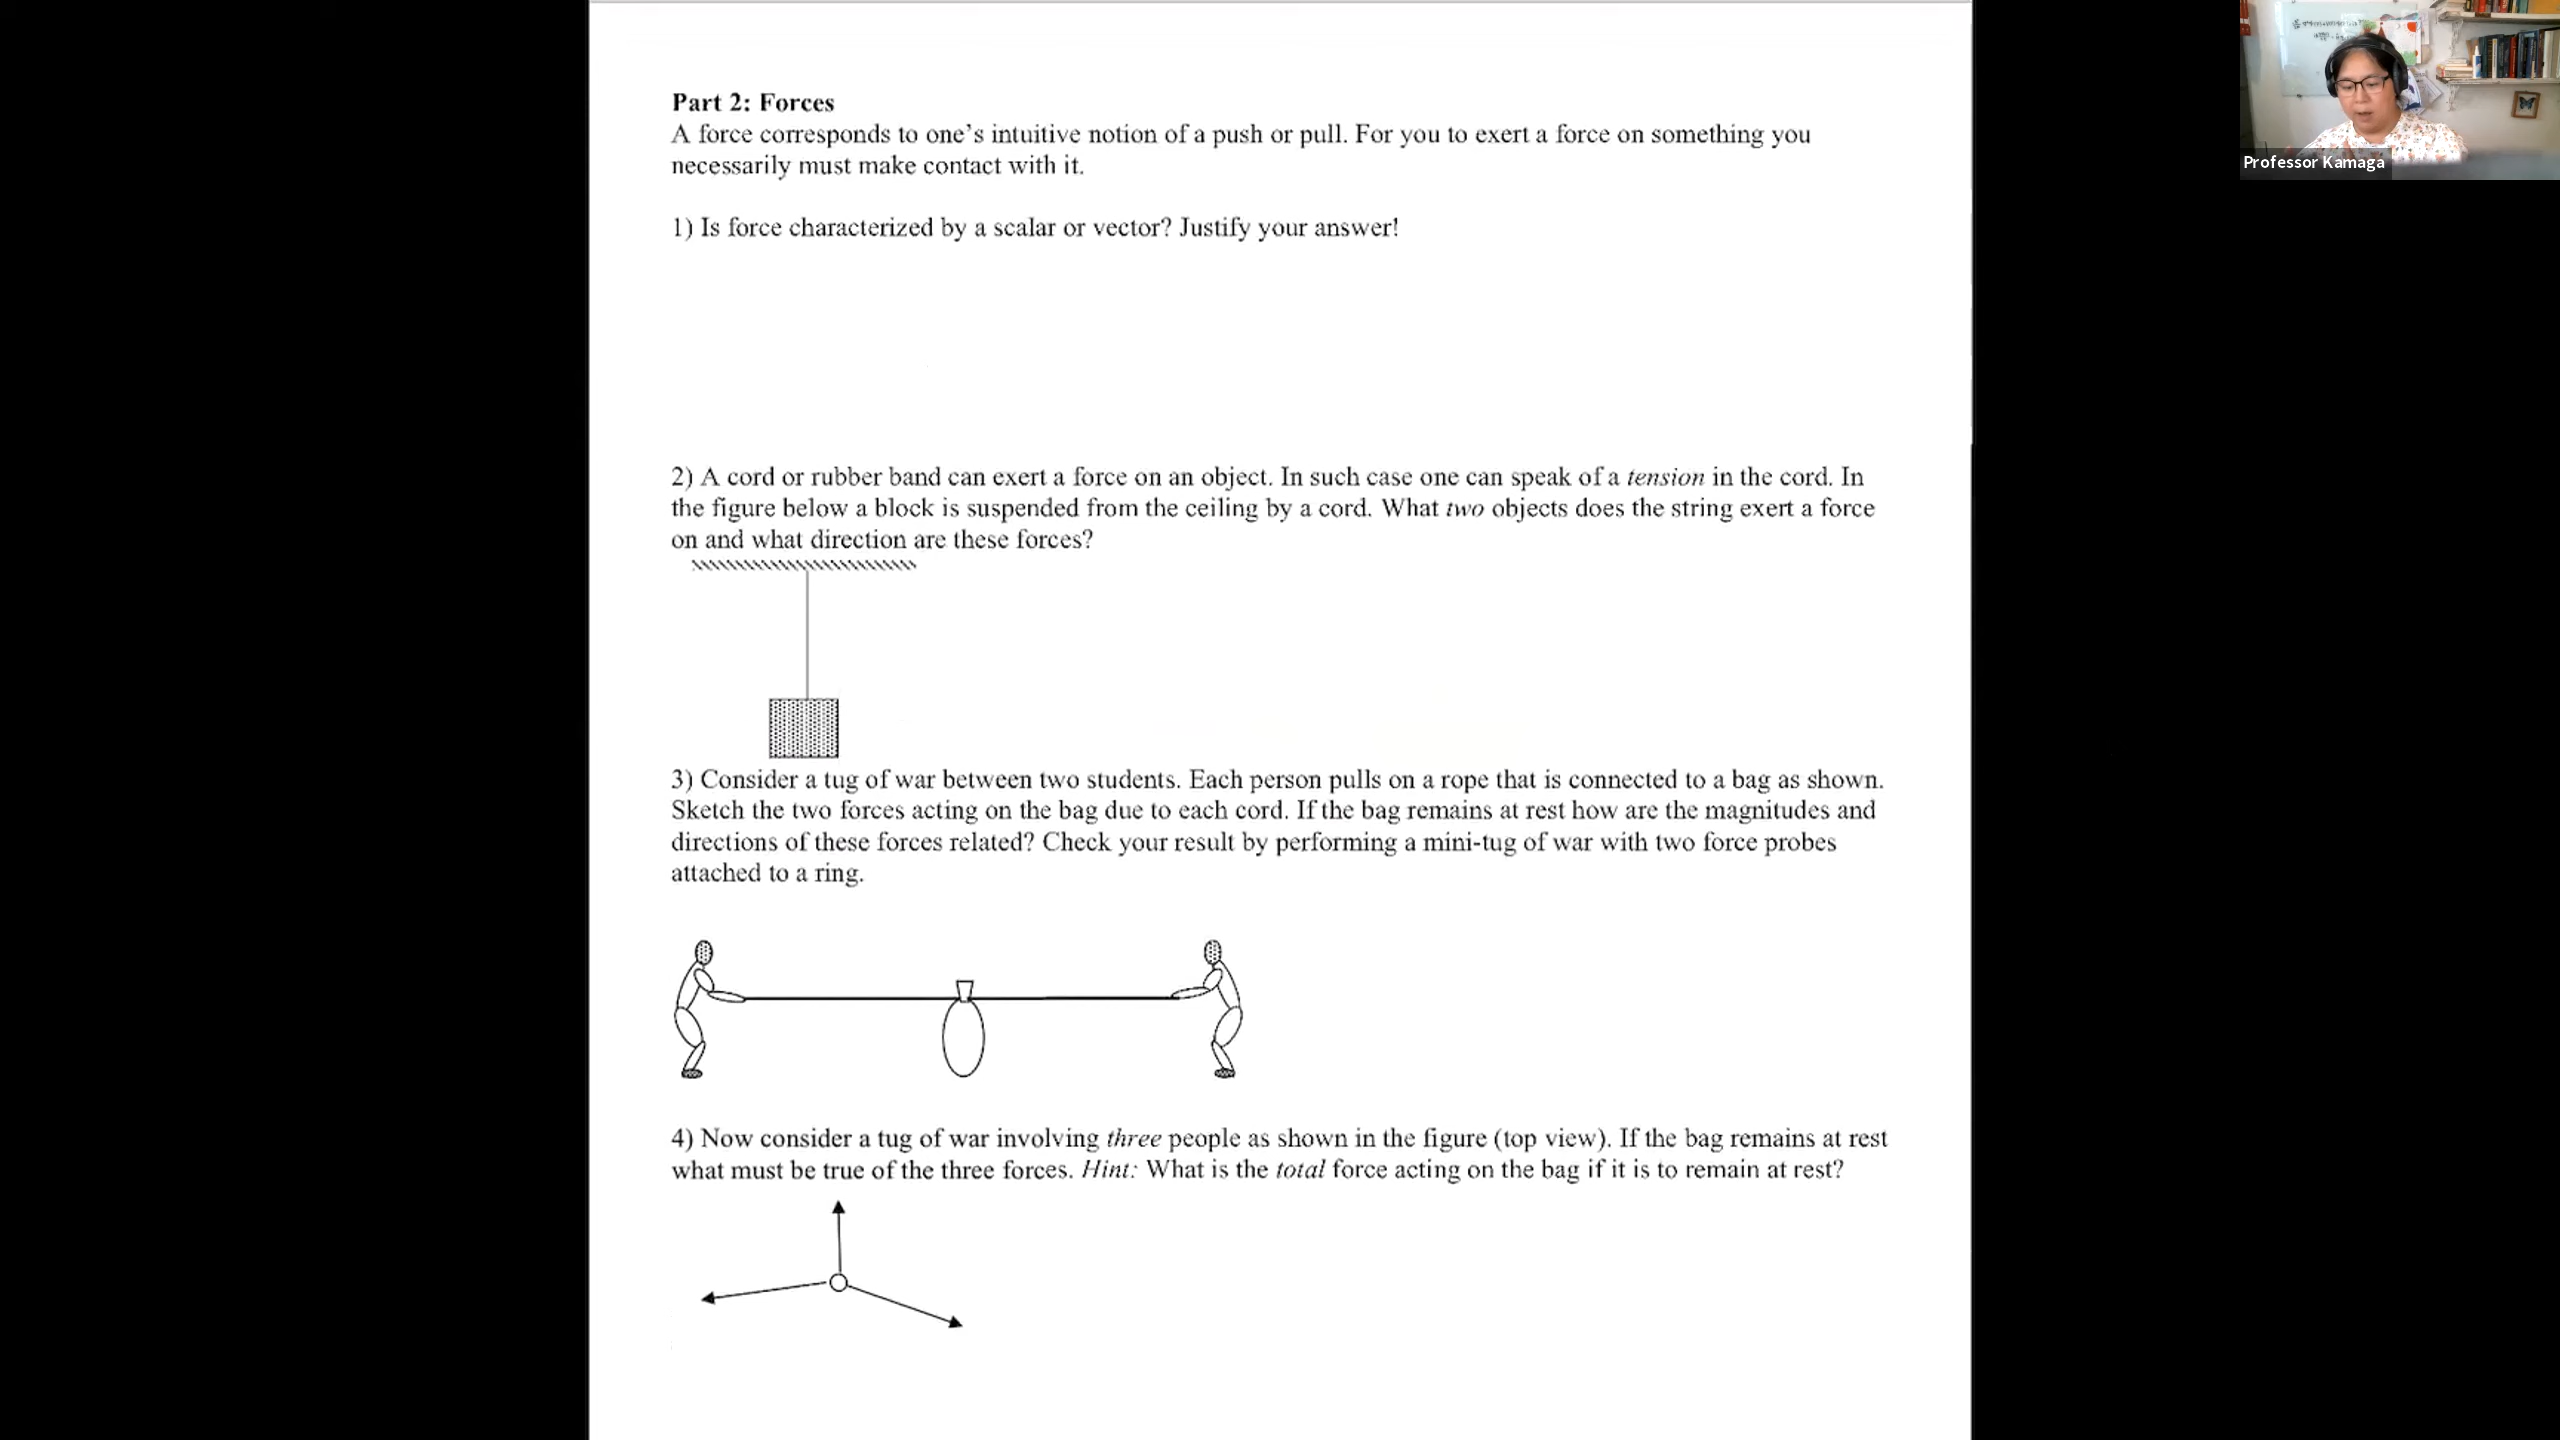 Part 2: Forces
A force corresponds to one’s intuitive notion of a push or pull. For you to exert a force on something you
necessarily must make contact with it.
1) Is force characterized by a scalar or vector? Justify your answer!
2) A cord or rubber band can exert a force on an object. In such case one can speak of a tension in the cord. In
the figure below a block is suspended from the ceiling by a cord. What two objects does the string exert a force
on and what direction are these forces?
3) Consider a tug of war between two students. Each person pulls on a rope that is connected to a bag as shown.
Sketch the two forces acting on the bag due to each cord. If the bag remains at rest how are the magnitudes and
directions of these forces related? Check your result by performing a mini-tug of war with two force probes
attached to a ring.
4) Now consider a tug of war involving three people as shown in the figure (top view). If the bag remains at rest
what must be true of the three forces. Hint: What is the total force acting on the bag if it is to remain at rest?
Professor Kamaga